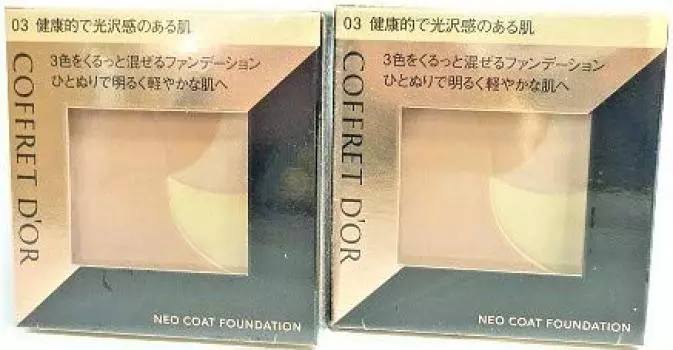 03 健康的で光沢感のある肌
3色をくるっと混ぜるファンデーション
ひとぬりで明るく軽やかな肌へ
COFFRET D'OR
NEO COAT FOUNDATION
03 健康的で光沢感のある肌
3色をくるっと混ぜるファンデーション
ひとぬりで明るく軽やかな肌へ
COFFRET D'OR
NEO COAT FOUNDATION